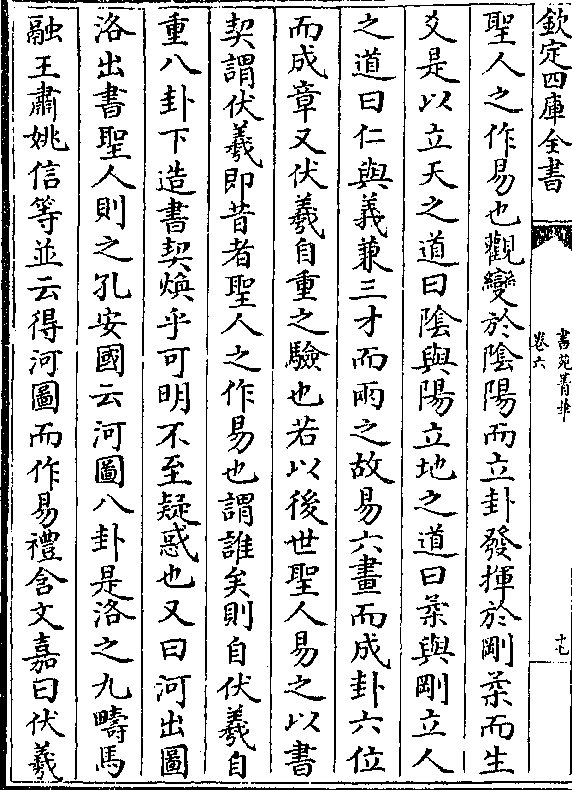 欽定四庫全書
書苑菁華
卷六
十七
聖人之作易也觀變於陰陽而立卦發揮於剛柔而生
爻是以立天之道曰陰與陽立地之道曰柔與剛立人
之道曰仁與義兼三才而兩之故易六畫而成卦六位
而成章又伏羲自重之驗也若以後世聖人易之以書
契謂伏羲即昔者聖人之作易也謂誰矣則自伏羲自
重八卦下造書契煥乎可明不至疑惑也又曰河出圖
洛出書聖人則之孔安國云河圖八卦是洛之九疇馬
融王肅姚信等並云得河圖而作易禮含文嘉曰伏羲